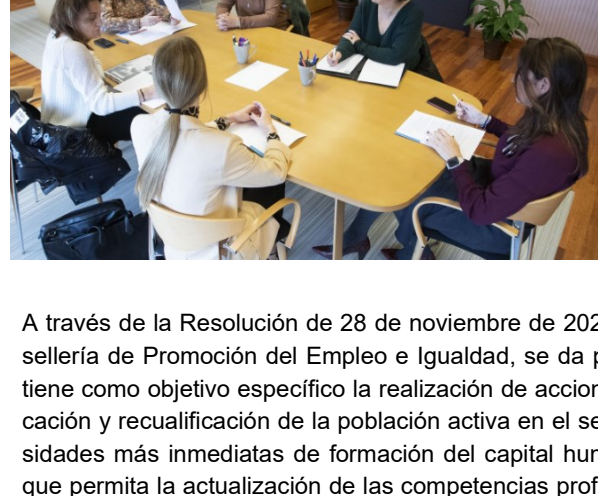 A través de la Resolución de 28 de noviembre de 202
sellería de Promoción del Empleo e Igualdad, se da p
tiene como objetivo específico la realización de accion
cación y recualificación de la población activa en el se
sidades más inmediatas de formación del capital hum
que permita la actualización de las competencias prof